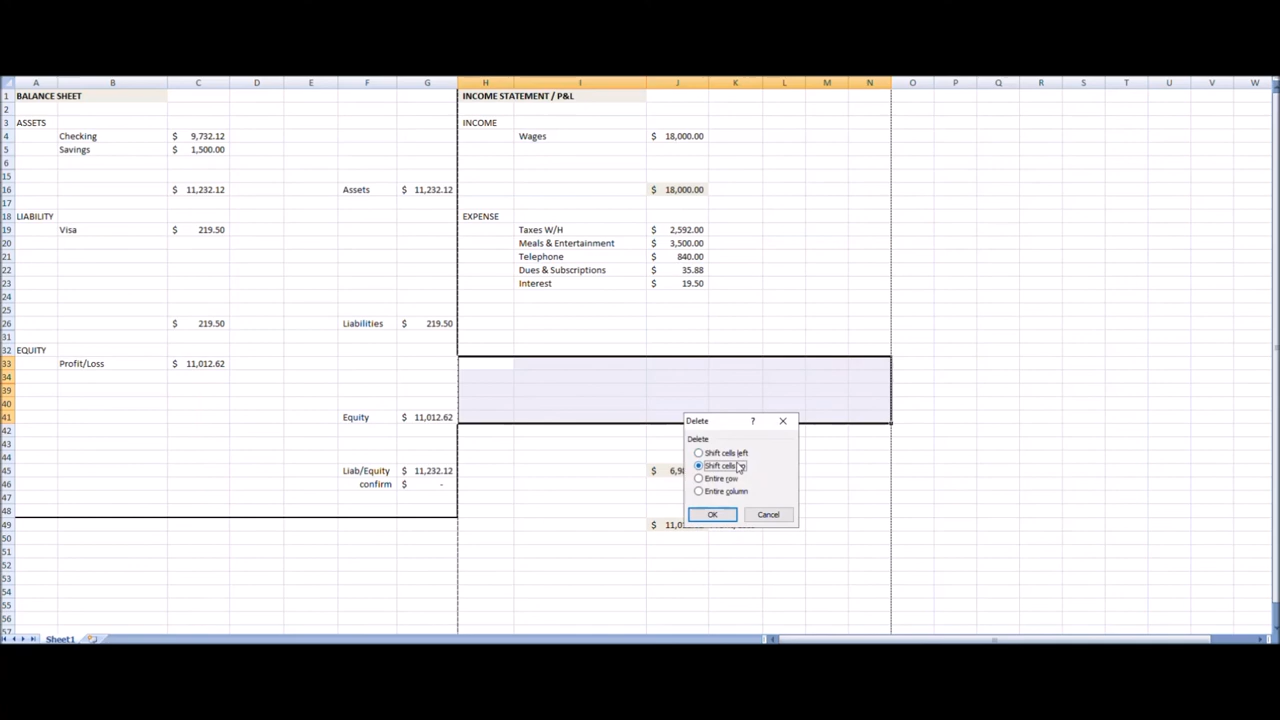 A B C D E F G H I J K L M N O P Q R S T U V W
1 BALANCE SHEET INCOME STATEMENT / P&L
2
3 ASSETS INCOME
4 Checking $ 9,732.12 Wages $ 18,000.00
5 Savings $ 1,500.00
6
15
16 $ 11,232.12 Assets $ 11,232.12 $ 18,000.00
17
18 LIABILITY EXPENSE
19 Visa $ 219.50 Taxes W/H $ 2,592.00
20 Meals & Entertainment $ 3,500.00
21 Telephone $ 840.00
22 Dues & Subscriptions $ 35.88
23 Interest $ 19.50
24
25
26 $ 219.50 Liabilities $ 219.50
31
32 EQUITY
33 Profit/Loss $ 11,012.62
34
39
40
41 Equity $ 11,012.62
42
43
44
45 Liab/Equity $ 11,232.12 $
46 confirm $ -
48
49 $
50
51
52
53
54
55
56
57
Delete ?
Delete
Shift cells left
Shift cells
Entire row
Entire column
OK Cancel
Sheet1